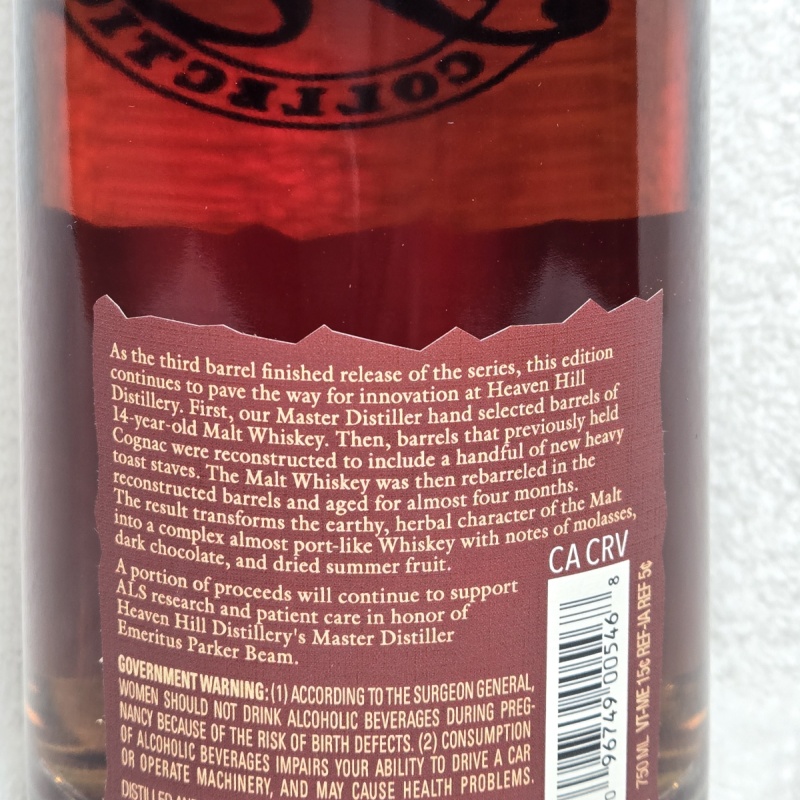 COLLECTION
As the third barrel finished release of the series, this edition
continues to pave the way for innovation at Heaven Hill
Distillery. First, our Master Distiller hand selected barrels of
14-year-old Malt Whiskey. Then, barrels that previously held
Cognac were reconstructed to include a handful of new heavy
toast staves. The Malt Whiskey was then rebarreled in the
reconstructed barrels and aged for almost four months.
The result transforms the earthy, herbal character of the Malt
into a complex almost port-like Whiskey with notes of molasses,
dark chocolate, and dried summer fruit.
A portion of proceeds will continue to support
ALS research and patient care in honor of
Heaven Hill Distillery's Master Distiller
Emeritus Parker Beam.
GOVERNMENT WARNING: (1) ACCORDING TO THE SURGEON GENERAL,
WOMEN SHOULD NOT DRINK ALCOHOLIC BEVERAGES DURING PREG-
NANCY BECAUSE OF THE RISK OF BIRTH DEFECTS. (2) CONSUMPTION
OF ALCOHOLIC BEVERAGES IMPAIRS YOUR ABILITY TO DRIVE A CAR
OR OPERATE MACHINERY, AND MAY CAUSE HEALTH PROBLEMS.
DISTILLED AND
CA CRV
0 96749 00546 8
750 ML VT-ME 15¢ REF-IA REF 5¢